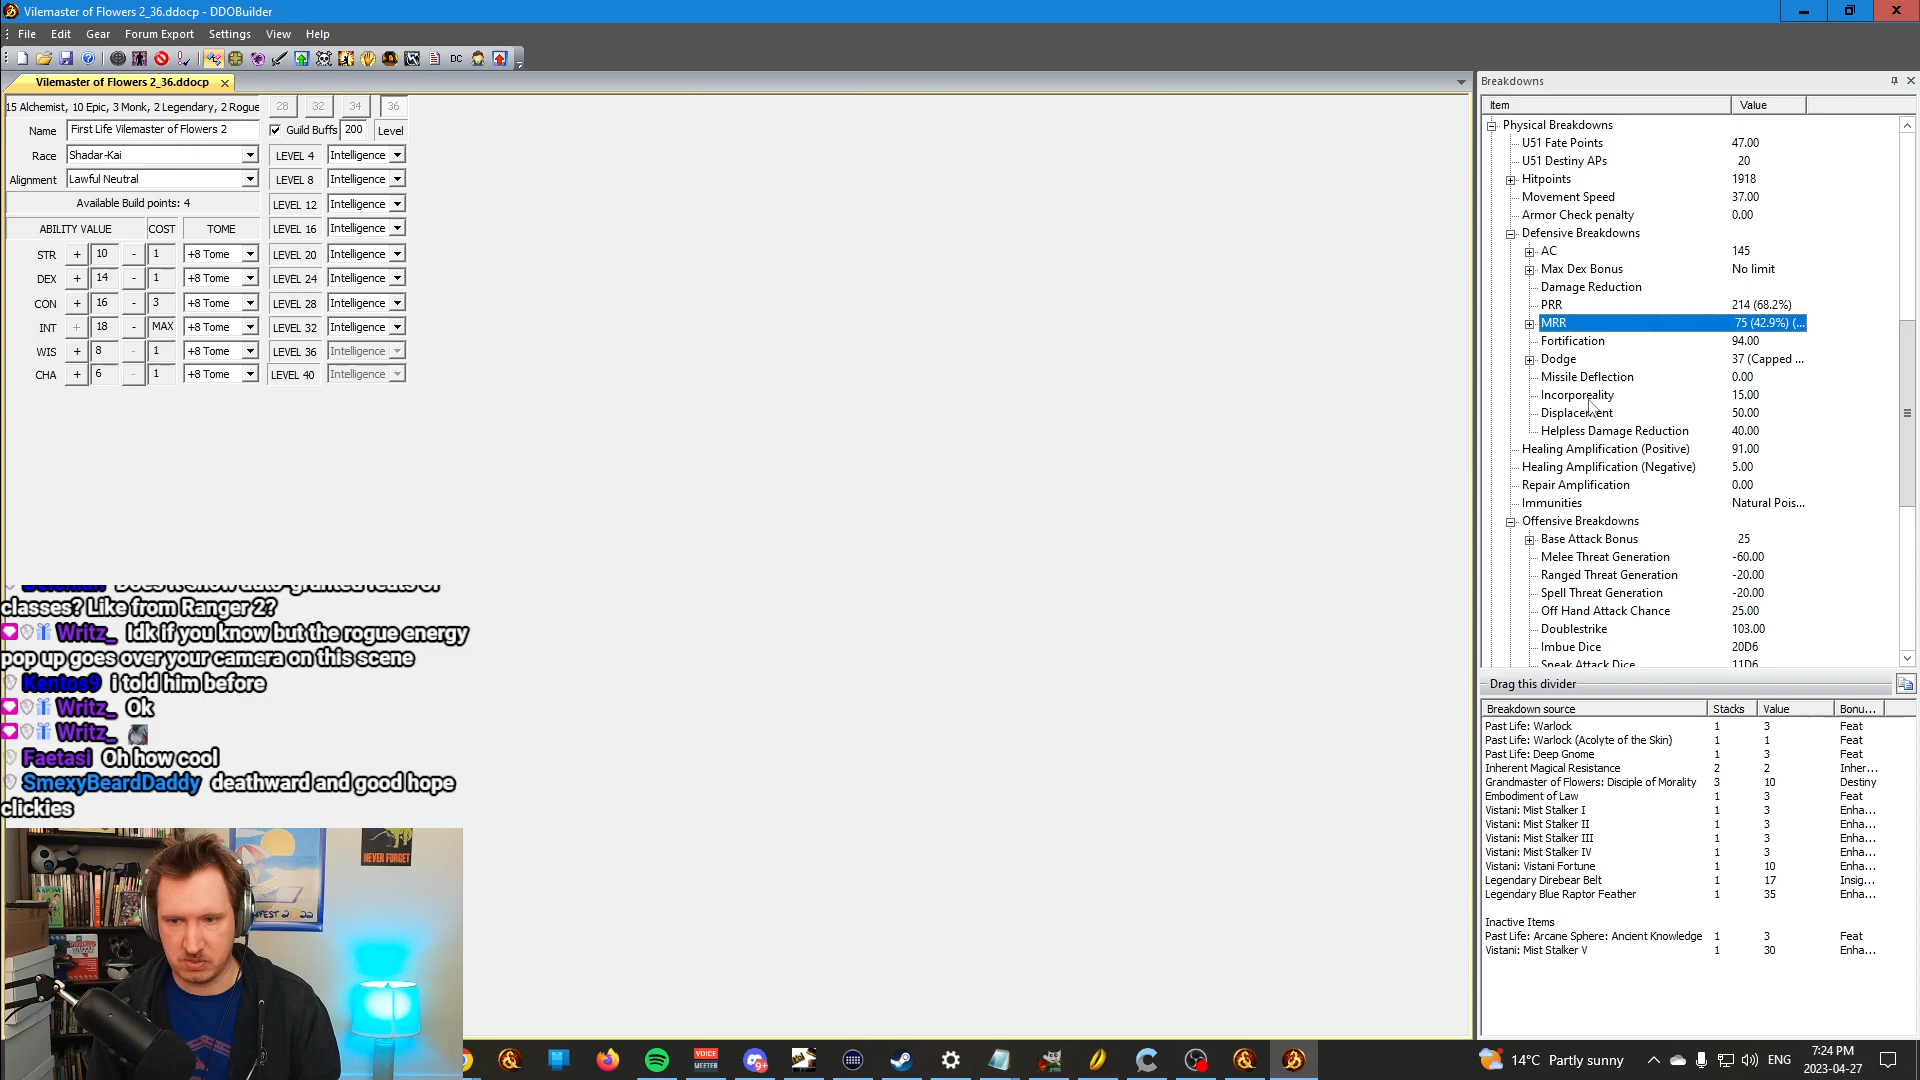 Vilemaster of Flowers 2_36.ddocp - DDOBuilder
File Edit Gear Forum Export Settings View Help
DC
Vilemaster of Flowers 2_36.ddocp
15 Alchemist, 10 Epic, 3 Monk, 2 Legendary, 2 Rogue 28 32 34 36
Name First Life Vilemaster of Flowers 2 Guild Buffs 200 Level
Race Shadar-Kai LEVEL 4 Intelligence
Alignment Lawful Neutral LEVEL 8 Intelligence
Available Build points: 4 LEVEL 12 Intelligence
ABILITY VALUE COST TOME LEVEL 16 Intelligence
STR + 10 - 1 +8 Tome LEVEL 20 Intelligence
DEX + 14 - 1 +8 Tome LEVEL 24 Intelligence
CON + 16 - 3 +8 Tome LEVEL 28 Intelligence
INT + 18 - MAX +8 Tome LEVEL 32 Intelligence
WIS + 8 - 1 +8 Tome LEVEL 36 Intelligence
CHA + 6 - 1 +8 Tome LEVEL 40 Intelligence
Does it show auto-granted feats of
classes? Like from Ranger 2?
Writz_ Idk if you know but the rogue energy
pop up goes over your camera on this scene
Kentos9 i told him before
Writz_ Ok
Writz_
Faetasi Oh how cool
SmexyBeardDaddy deathward and good hope
clickies
NEVER FORGET
Breakdowns
Item Value
Physical Breakdowns
U51 Fate Points 47.00
U51 Destiny APs 20
Hitpoints 1918
Movement Speed 37.00
Armor Check penalty 0.00
Defensive Breakdowns
AC 145
Max Dex Bonus No limit
Damage Reduction
PRR 214 (68.2%)
MRR 75 (42.9%) (...
Fortification 94.00
Dodge 37 (Capped ...
Missile Deflection 0.00
Incorporeality 15.00
Displacement 50.00
Helpless Damage Reduction 40.00
Healing Amplification (Positive) 91.00
Healing Amplification (Negative) 5.00
Repair Amplification 0.00
Immunities Natural Pois...
Offensive Breakdowns
Base Attack Bonus 25
Melee Threat Generation -60.00
Ranged Threat Generation -20.00
Spell Threat Generation -20.00
Off Hand Attack Chance 25.00
Doublestrike 103.00
Imbue Dice 20D6
Sneak Attack Dice 11D6
Drag this divider
Breakdown source Stacks Value Bonu...
Past Life: Warlock 1 3 Feat
Past Life: Warlock (Acolyte of the Skin) 1 1 Feat
Past Life: Deep Gnome 1 3 Feat
Inherent Magical Resistance 2 2 Inher...
Grandmaster of Flowers: Disciple of Morality 3 10 Destiny
Embodiment of Law 1 3 Feat
Vistani: Mist Stalker I 1 3 Enha...
Vistani: Mist Stalker II 1 3 Enha...
Vistani: Mist Stalker III 1 3 Enha...
Vistani: Mist Stalker IV 1 3 Enha...
Vistani: Vistani Fortune 1 10 Enha...
Legendary Direbear Belt 1 17 Insig...
Legendary Blue Raptor Feather 1 35 Enha...
Inactive Items
Past Life: Arcane Sphere: Ancient Knowledge 1 3 Feat
Vistani: Mist Stalker V 1 30 Enha...
VOICE
MEETER
9+
14°C Partly sunny ENG 7:24 PM
2023-04-27